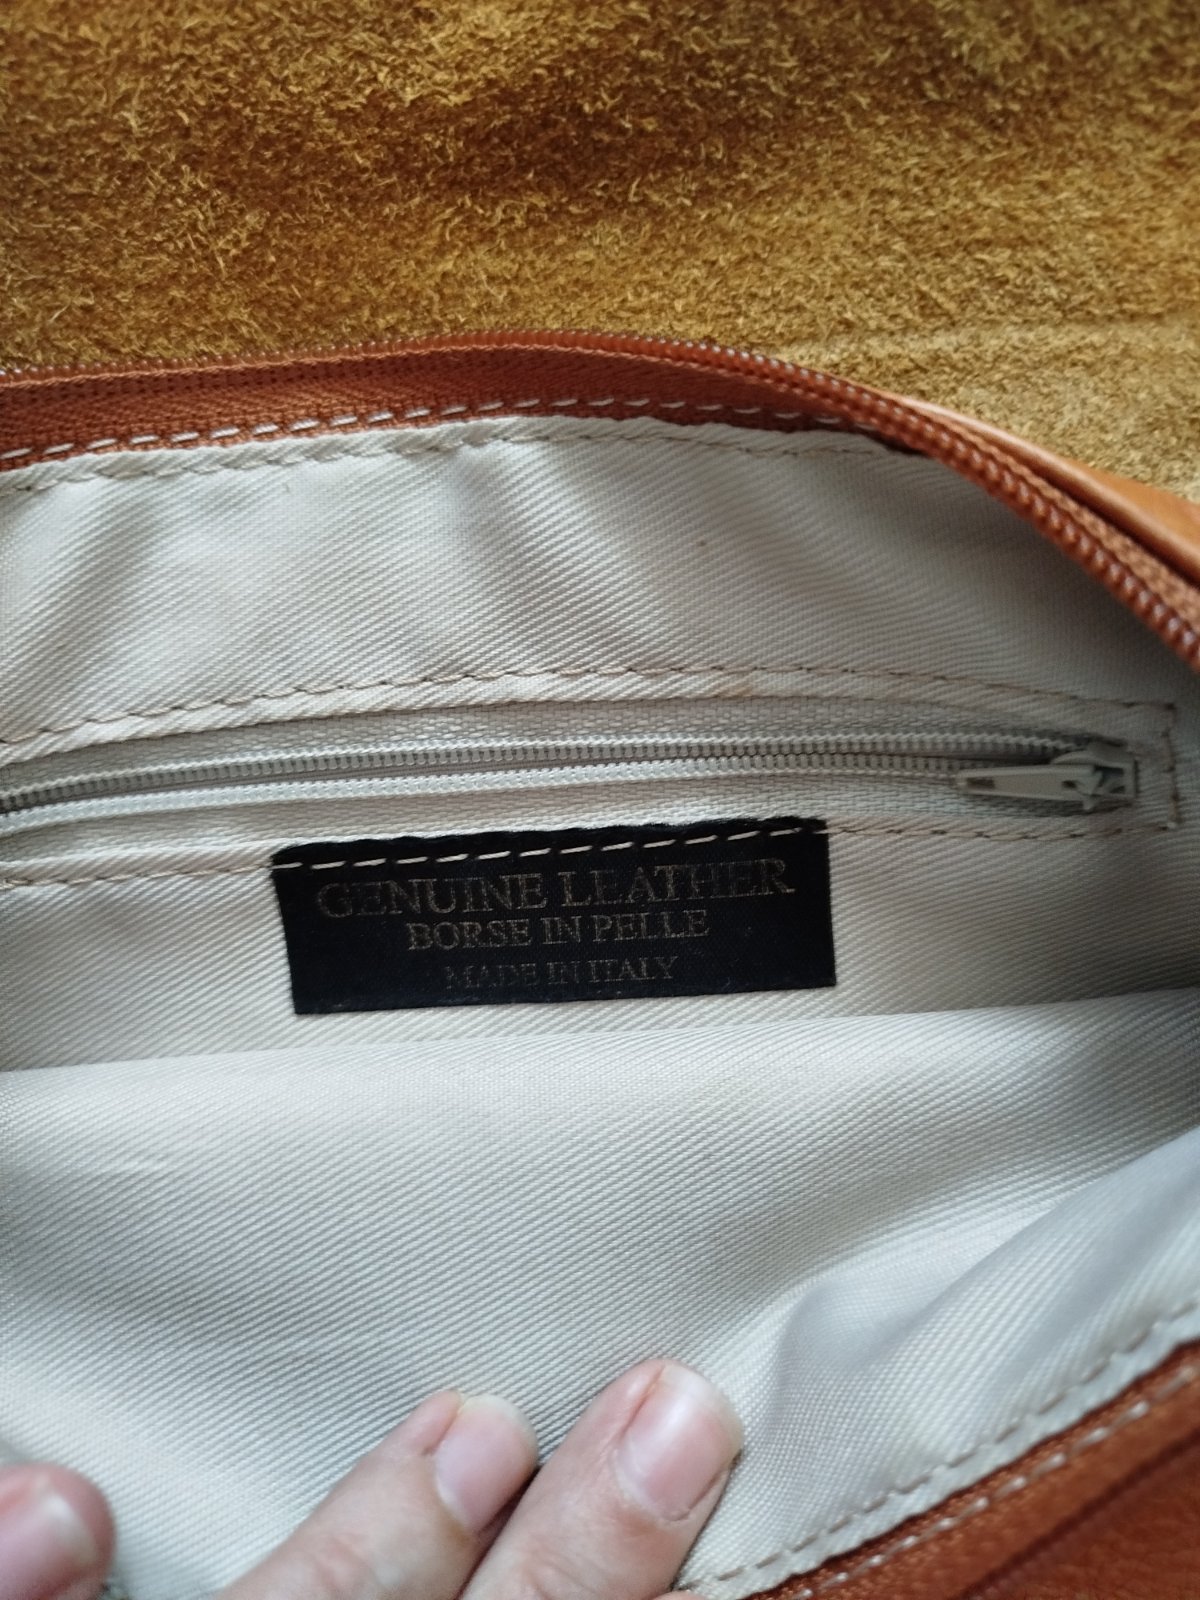 GENUINE LEATHER
BORSE IN PELLE
MADE IN ITALY